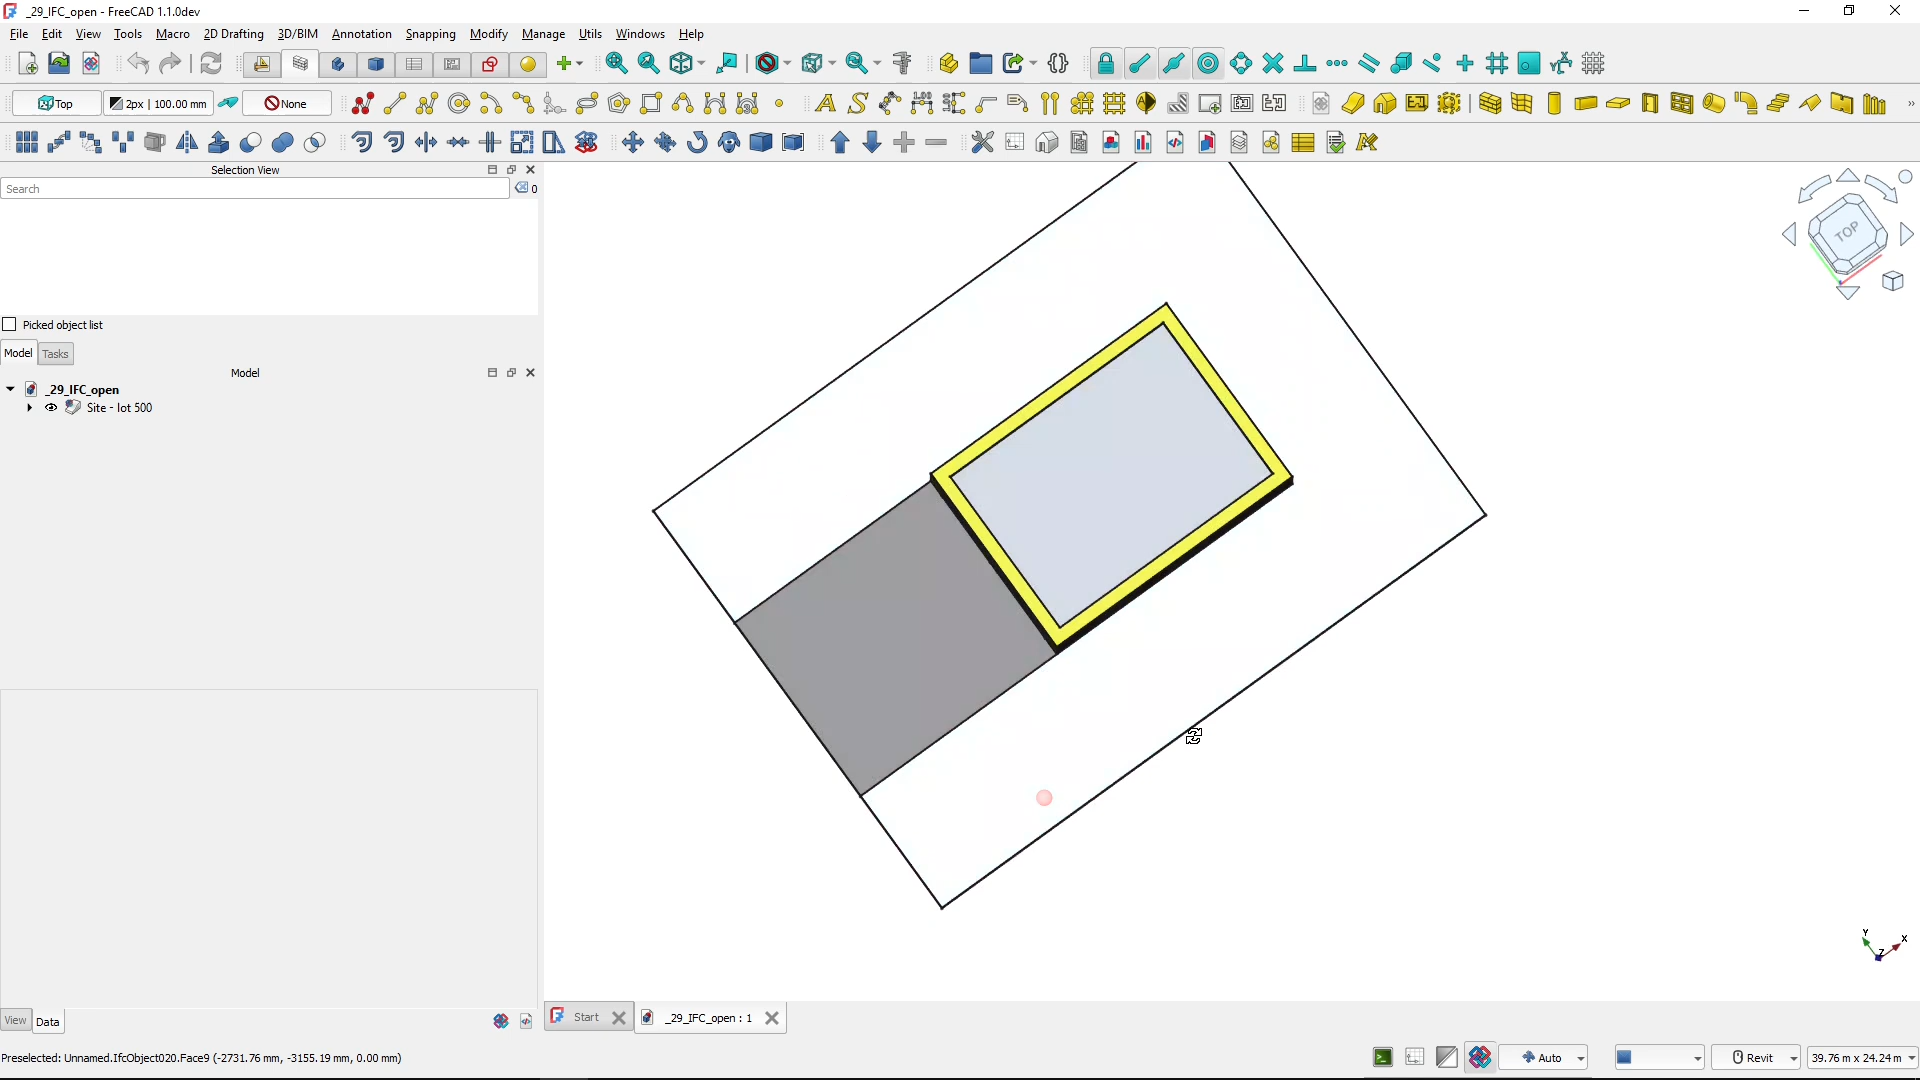 _29_IFC_open - FreeCAD 1.1.0dev
File Edit View Tools Macro 2D Drafting 3D/BIM Annotation Snapping Modify Manage Utils Windows Help
Top 2px | 100.00 mm None
Selection View
Search 0
Picked object list
Model Tasks
Model
_29_IFC_open
Site - lot 500
TOP
Y X
Z
View Data
Start _29_IFC_open : 1
Preselected: Unnamed.IfcObject020.Face9 (-2731.76 mm, -3155.19 mm, 0.00 mm)
Auto Revit 39.76 m x 24.24 m